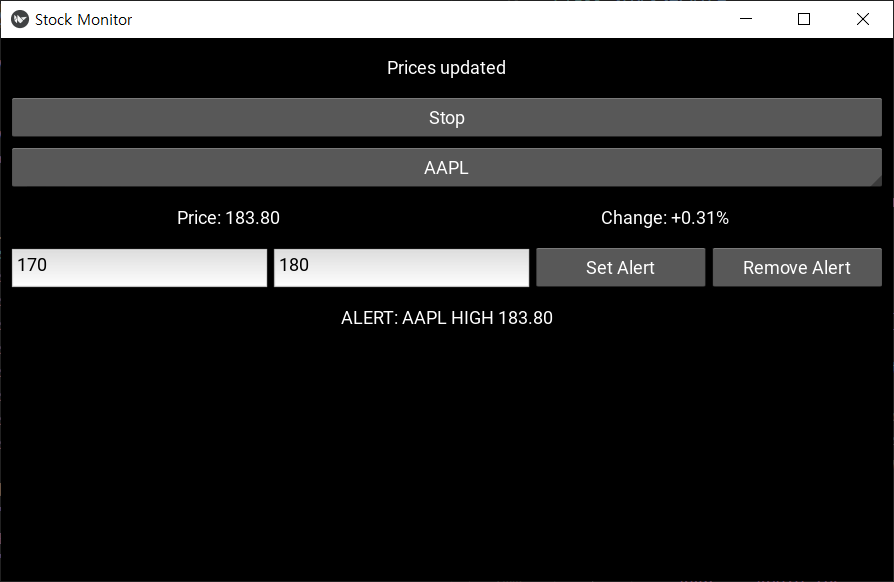 Stock Monitor
Prices updated
Stop
AAPL
Price: 183.80 Change: +0.31%
170 180 Set Alert Remove Alert
ALERT: AAPL HIGH 183.80